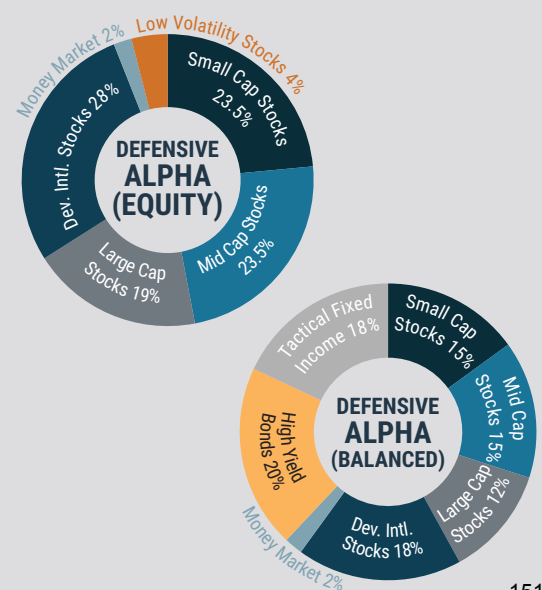 Low Volatility Stocks 4%
Money Market 2%
Small Cap Stocks
23.5%
Dev. Intl. Stocks 28%
DEFENSIVE
ALPHA
(EQUITY)
Mid Cap Stocks
23.5%
Large Cap
Stocks 19%
Tactical Fixed
Income 18%
Small Cap
Stocks 15%
Mid Cap
Stocks 15%
DEFENSIVE
ALPHA
(BALANCED)
High Yield
Bonds 20%
Large Cap
Stocks 12%
Dev. Intl.
Stocks 18%
Money Market 2%
151